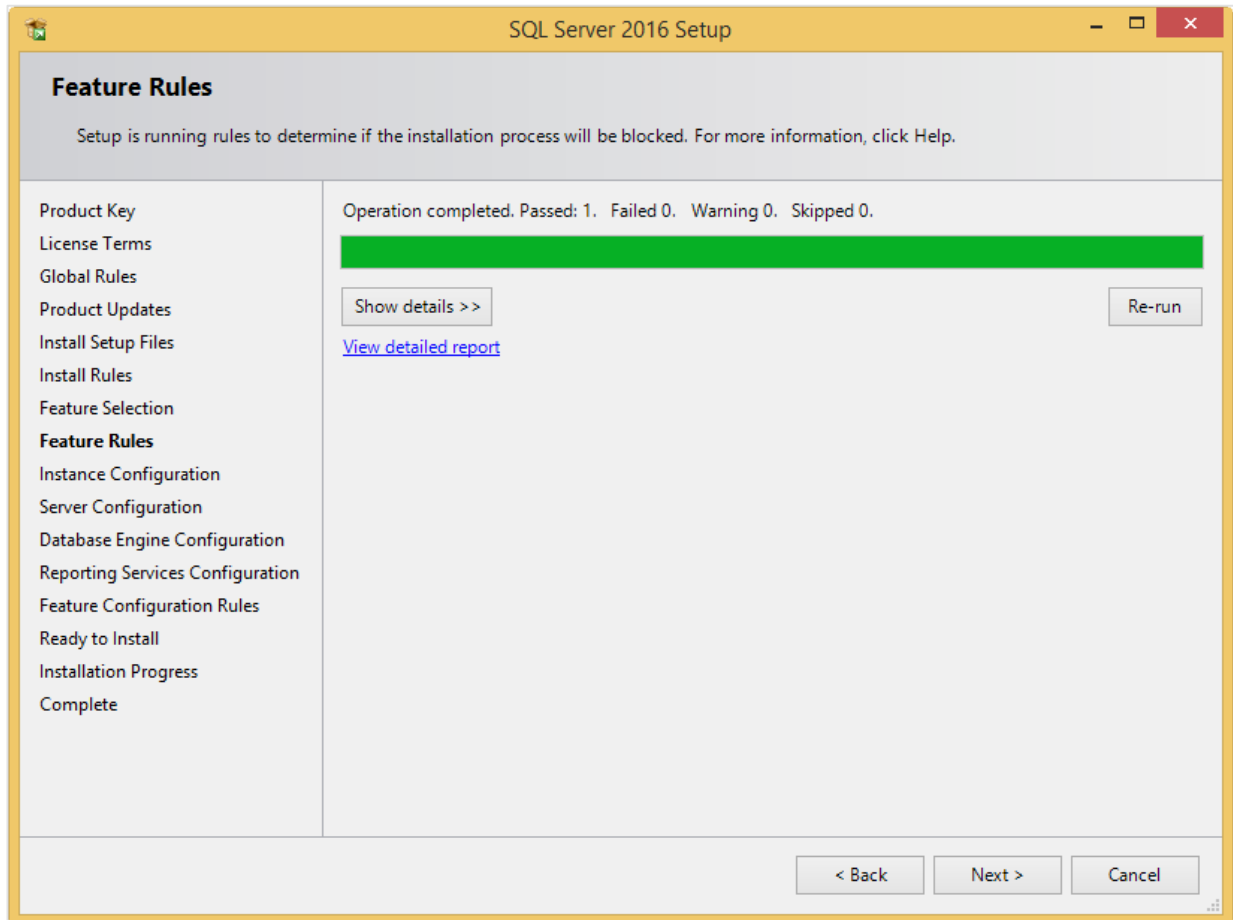 SQL Server 2016 Setup
Feature Rules
Setup is running rules to determine if the installation process will be blocked. For more information, click Help.
Product Key
License Terms
Global Rules
Product Updates
Install Setup Files
Install Rules
Feature Selection
Feature Rules
Instance Configuration
Server Configuration
Database Engine Configuration
Reporting Services Configuration
Feature Configuration Rules
Ready to Install
Installation Progress
Complete
Operation completed. Passed: 1.   Failed 0.   Warning 0.   Skipped 0.
Show details >>
Re-run
View detailed report
< Back
Next >
Cancel